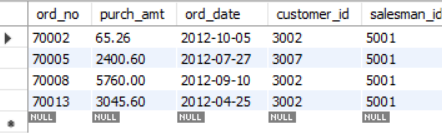 ord_no purch_amt ord_date customer_id salesman_id
70002 65.26 2012-10-05 3002 5001
70005 2400.60 2012-07-27 3007 5001
70008 5760.00 2012-09-10 3002 5001
70013 3045.60 2012-04-25 3002 5001
NULL NULL NULL NULL NULL